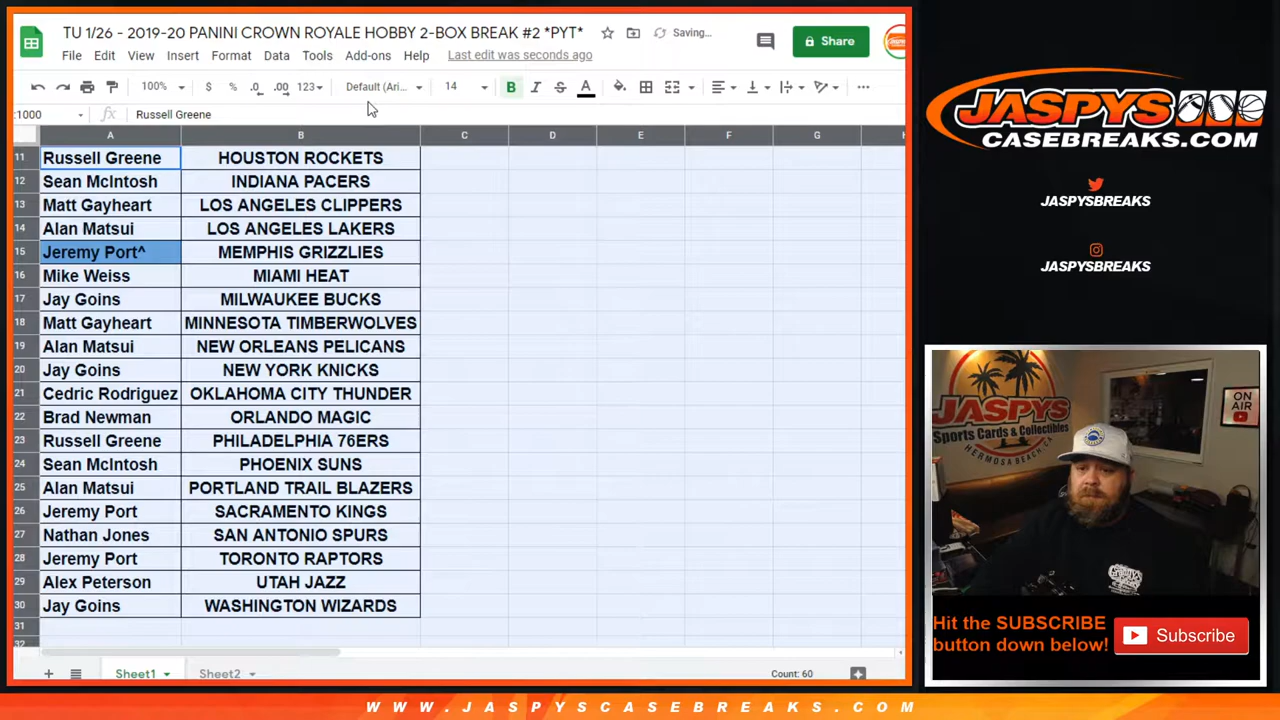 TU 1/26 - 2019-20 PANINI CROWN ROYALE HOBBY 2-BOX BREAK #2 *PYT*
Saving...
Share
File Edit View Insert Format Data Tools Add-ons Help Last edit was seconds ago
100% $ % .0 .00 123 Default (Ari... 14 B I S A
:1000 fx Russell Greene
A B C D E F G H
11 Russell Greene HOUSTON ROCKETS
12 Sean McIntosh INDIANA PACERS
13 Matt Gayheart LOS ANGELES CLIPPERS
14 Alan Matsui LOS ANGELES LAKERS
15 Jeremy Port^ MEMPHIS GRIZZLIES
16 Mike Weiss MIAMI HEAT
17 Jay Goins MILWAUKEE BUCKS
18 Matt Gayheart MINNESOTA TIMBERWOLVES
19 Alan Matsui NEW ORLEANS PELICANS
20 Jay Goins NEW YORK KNICKS
21 Cedric Rodriguez OKLAHOMA CITY THUNDER
22 Brad Newman ORLANDO MAGIC
23 Russell Greene PHILADELPHIA 76ERS
24 Sean McIntosh PHOENIX SUNS
25 Alan Matsui PORTLAND TRAIL BLAZERS
26 Jeremy Port SACRAMENTO KINGS
27 Nathan Jones SAN ANTONIO SPURS
28 Jeremy Port TORONTO RAPTORS
29 Alex Peterson UTAH JAZZ
30 Jay Goins WASHINGTON WIZARDS
31
32
Sheet1 Sheet2 Count: 60
JASPYS
CASEBREAKS.COM
JASPYSBREAKS
JASPYSBREAKS
JASPYS
Sports Cards & Collectibles
HERMOSA BEACH, CA
ON
AIR
Hit the SUBSCRIBE
button down below!
Subscribe
WWW.JASPYSCASEBREAKS.COM